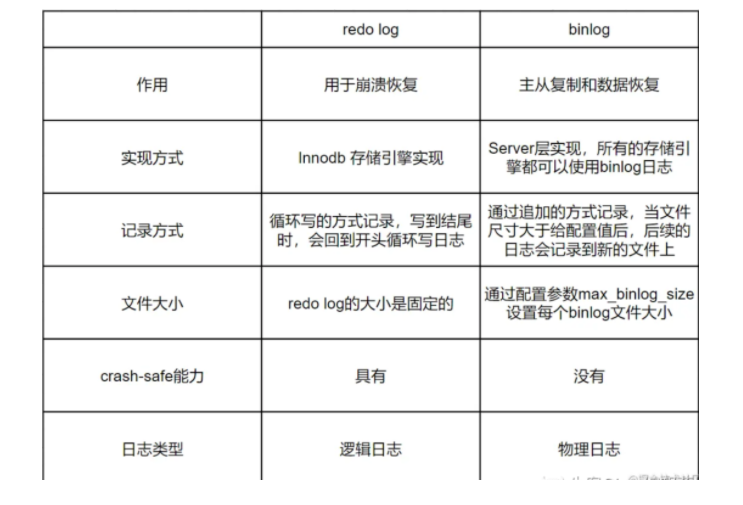 redo log binlog
作用 用于崩溃恢复 主从复制和数据恢复
实现方式 Innodb 存储引擎实现 Server层实现，所有的存储引
擎都可以使用binlog日志
记录方式 循环写的方式记录，写到结尾
时，会回到开头循环写日志 通过追加的方式记录，当文件
尺寸大于给配置值后，后续的
日志会记录到新的文件上
文件大小 redo log的大小是固定的 通过配置参数max_binlog_size
设置每个binlog文件大小
crash-safe能力 具有 没有
日志类型 逻辑日志 物理日志